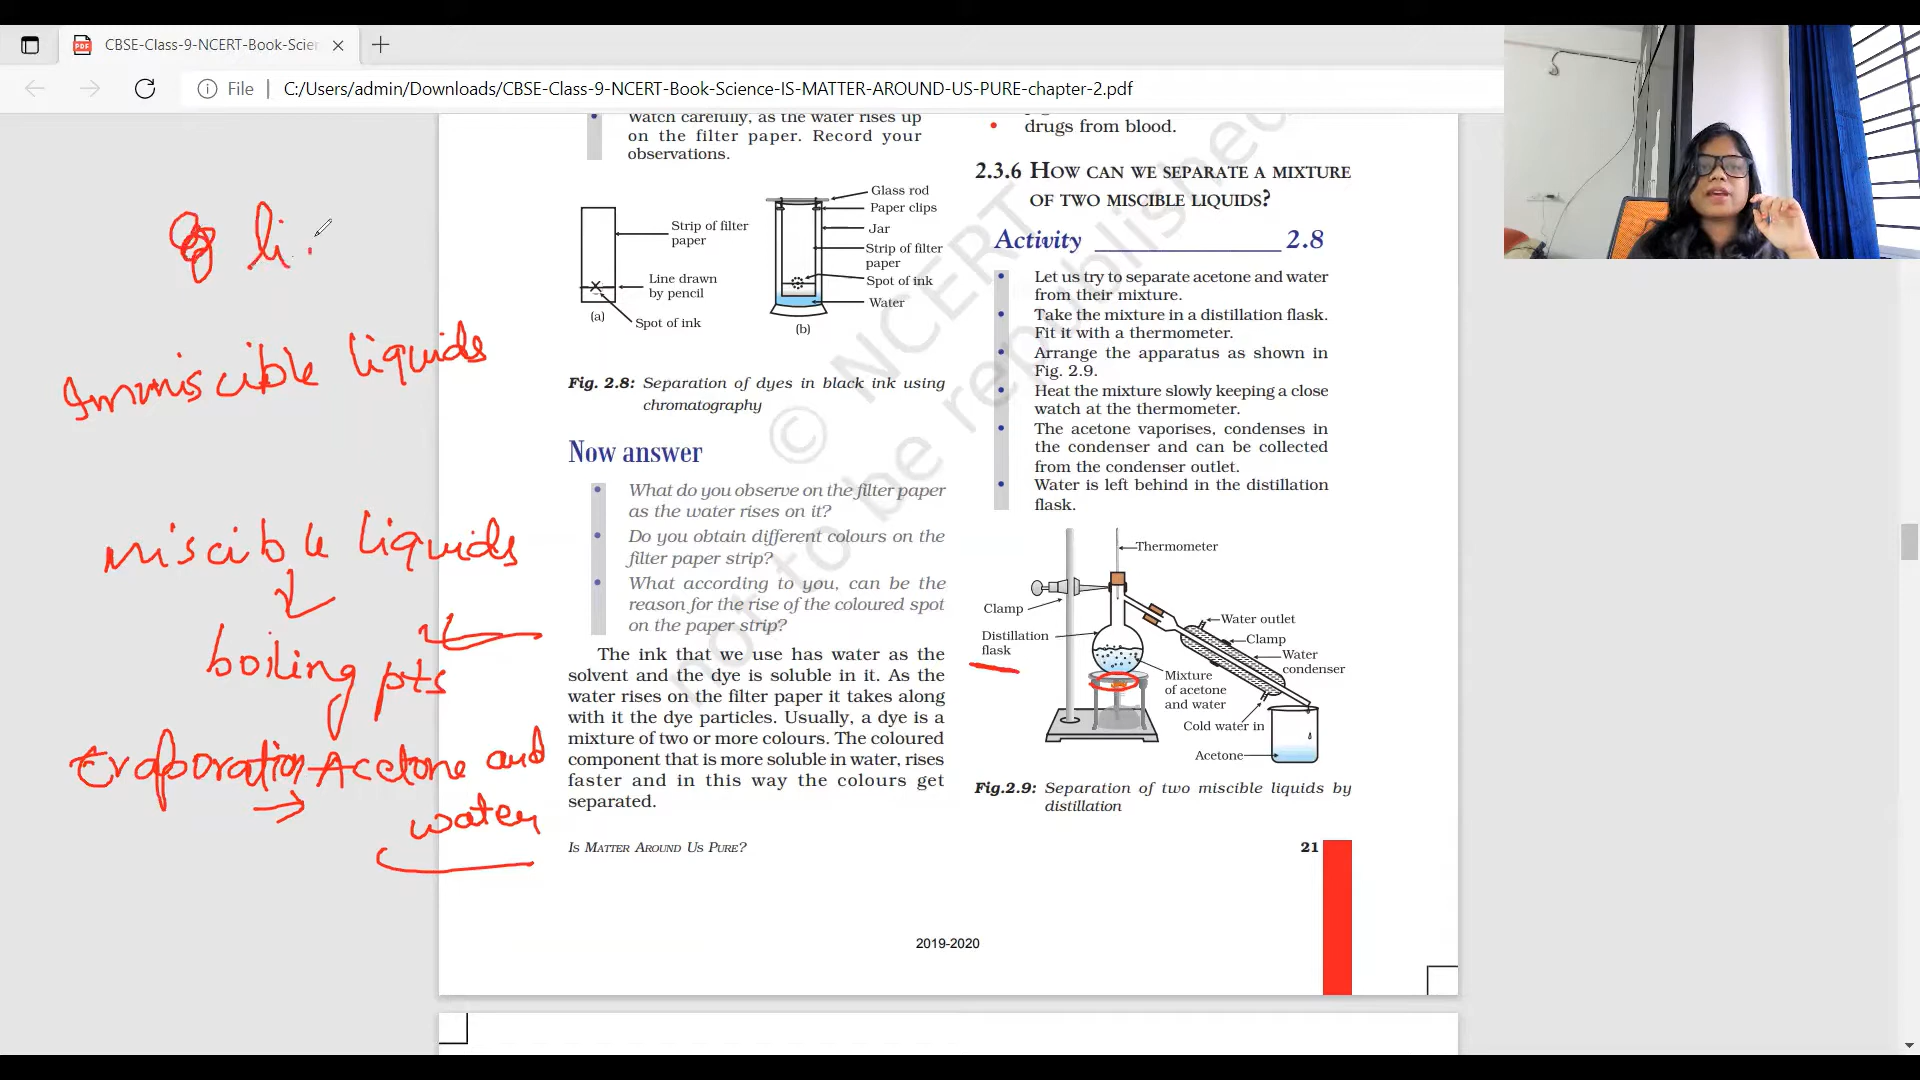 CBSE-Class-9-NCERT-Book-Scien
File
C:/Users/admin/Downloads/CBSE-Class-9-NCERT-Book-Science-IS-MATTER-AROUND-US-PURE-chapter-2.pdf
li
Immiscible liquids
miscible liquids
boiling pts
Evaporation - Acetone and
water
• Watch carefully, as the water rises up
on the filter paper. Record your
observations.
Strip of filter
paper
Line drawn
by pencil
Spot of ink
(a)
Glass rod
Paper clips
Jar
Strip of filter
paper
Spot of ink
Water
(b)
Fig. 2.8: Separation of dyes in black ink using
chromatography
Now answer
• What do you observe on the filter paper
as the water rises on it?
• Do you obtain different colours on the
filter paper strip?
• What according to you, can be the
reason for the rise of the coloured spot
on the paper strip?
The ink that we use has water as the
solvent and the dye is soluble in it. As the
water rises on the filter paper it takes along
with it the dye particles. Usually, a dye is a
mixture of two or more colours. The coloured
component that is more soluble in water, rises
faster and in this way the colours get
separated.
IS MATTER AROUND US PURE?
• drugs from blood.
2.3.6 HOW CAN WE SEPARATE A MIXTURE
OF TWO MISCIBLE LIQUIDS?
Activity ______________ 2.8
• Let us try to separate acetone and water
from their mixture.
• Take the mixture in a distillation flask.
Fit it with a thermometer.
• Arrange the apparatus as shown in
Fig. 2.9.
• Heat the mixture slowly keeping a close
watch at the thermometer.
• The acetone vaporises, condenses in
the condenser and can be collected
from the condenser outlet.
• Water is left behind in the distillation
flask.
Thermometer
Clamp
Distillation
flask
Water outlet
Clamp
Water
condenser
Mixture
of acetone
and water
Cold water in
Acetone
Fig.2.9: Separation of two miscible liquids by
distillation
21
2019-2020
© NCERT
not to be republished